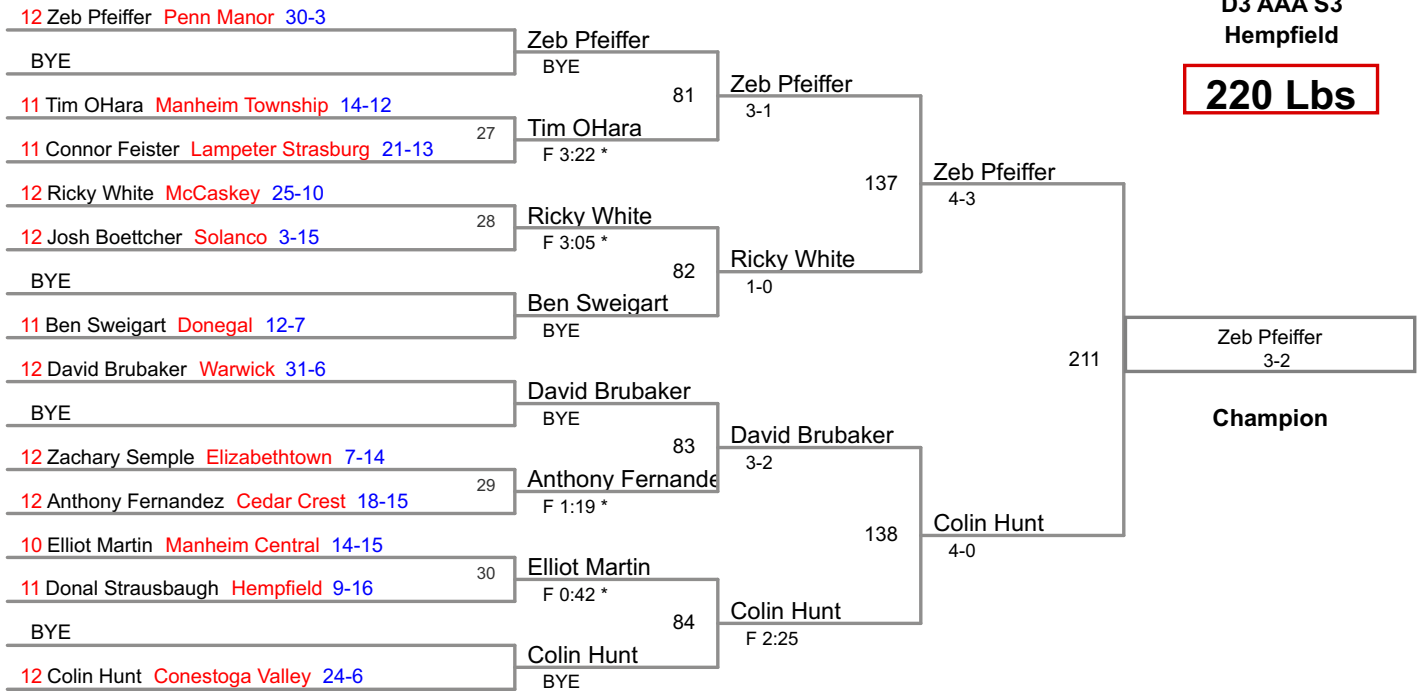 D3 AAA S3
Hempfield
220 Lbs
12 Zeb Pfeiffer Penn Manor 30-3
BYE
11 Tim OHara Manheim Township 14-12
11 Connor Feister Lampeter Strasburg 21-13
12 Ricky White McCaskey 25-10
12 Josh Boettcher Solanco 3-15
BYE
11 Ben Sweigart Donegal 12-7
12 David Brubaker Warwick 31-6
BYE
12 Zachary Semple Elizabethtown 7-14
12 Anthony Fernandez Cedar Crest 18-15
10 Elliot Martin Manheim Central 14-15
11 Donal Strausbaugh Hempfield 9-16
BYE
12 Colin Hunt Conestoga Valley 24-6
27
28
29
30
Zeb Pfeiffer
BYE
Tim OHara
F 3:22 *
Ricky White
F 3:05 *
Ben Sweigart
BYE
David Brubaker
BYE
Anthony Fernande
F 1:19 *
Elliot Martin
F 0:42 *
Colin Hunt
BYE
81
82
83
84
Zeb Pfeiffer
3-1
Ricky White
1-0
David Brubaker
3-2
Colin Hunt
F 2:25
137
138
Zeb Pfeiffer
4-3
Colin Hunt
4-0
211
Zeb Pfeiffer
3-2
Champion